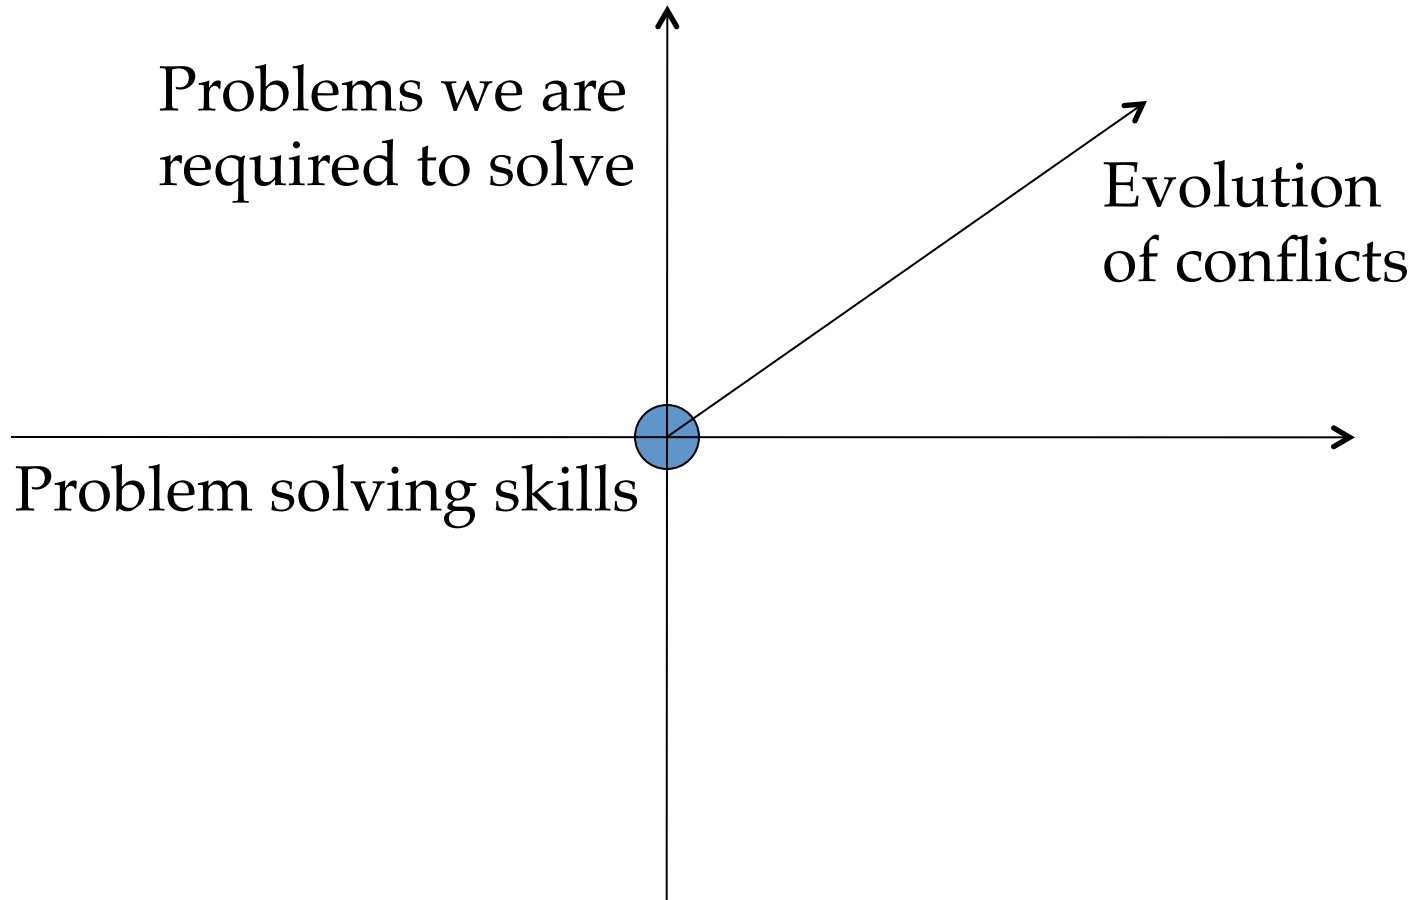 Problems we are
required to solve
Evolution
of conflicts
Problem solving skills